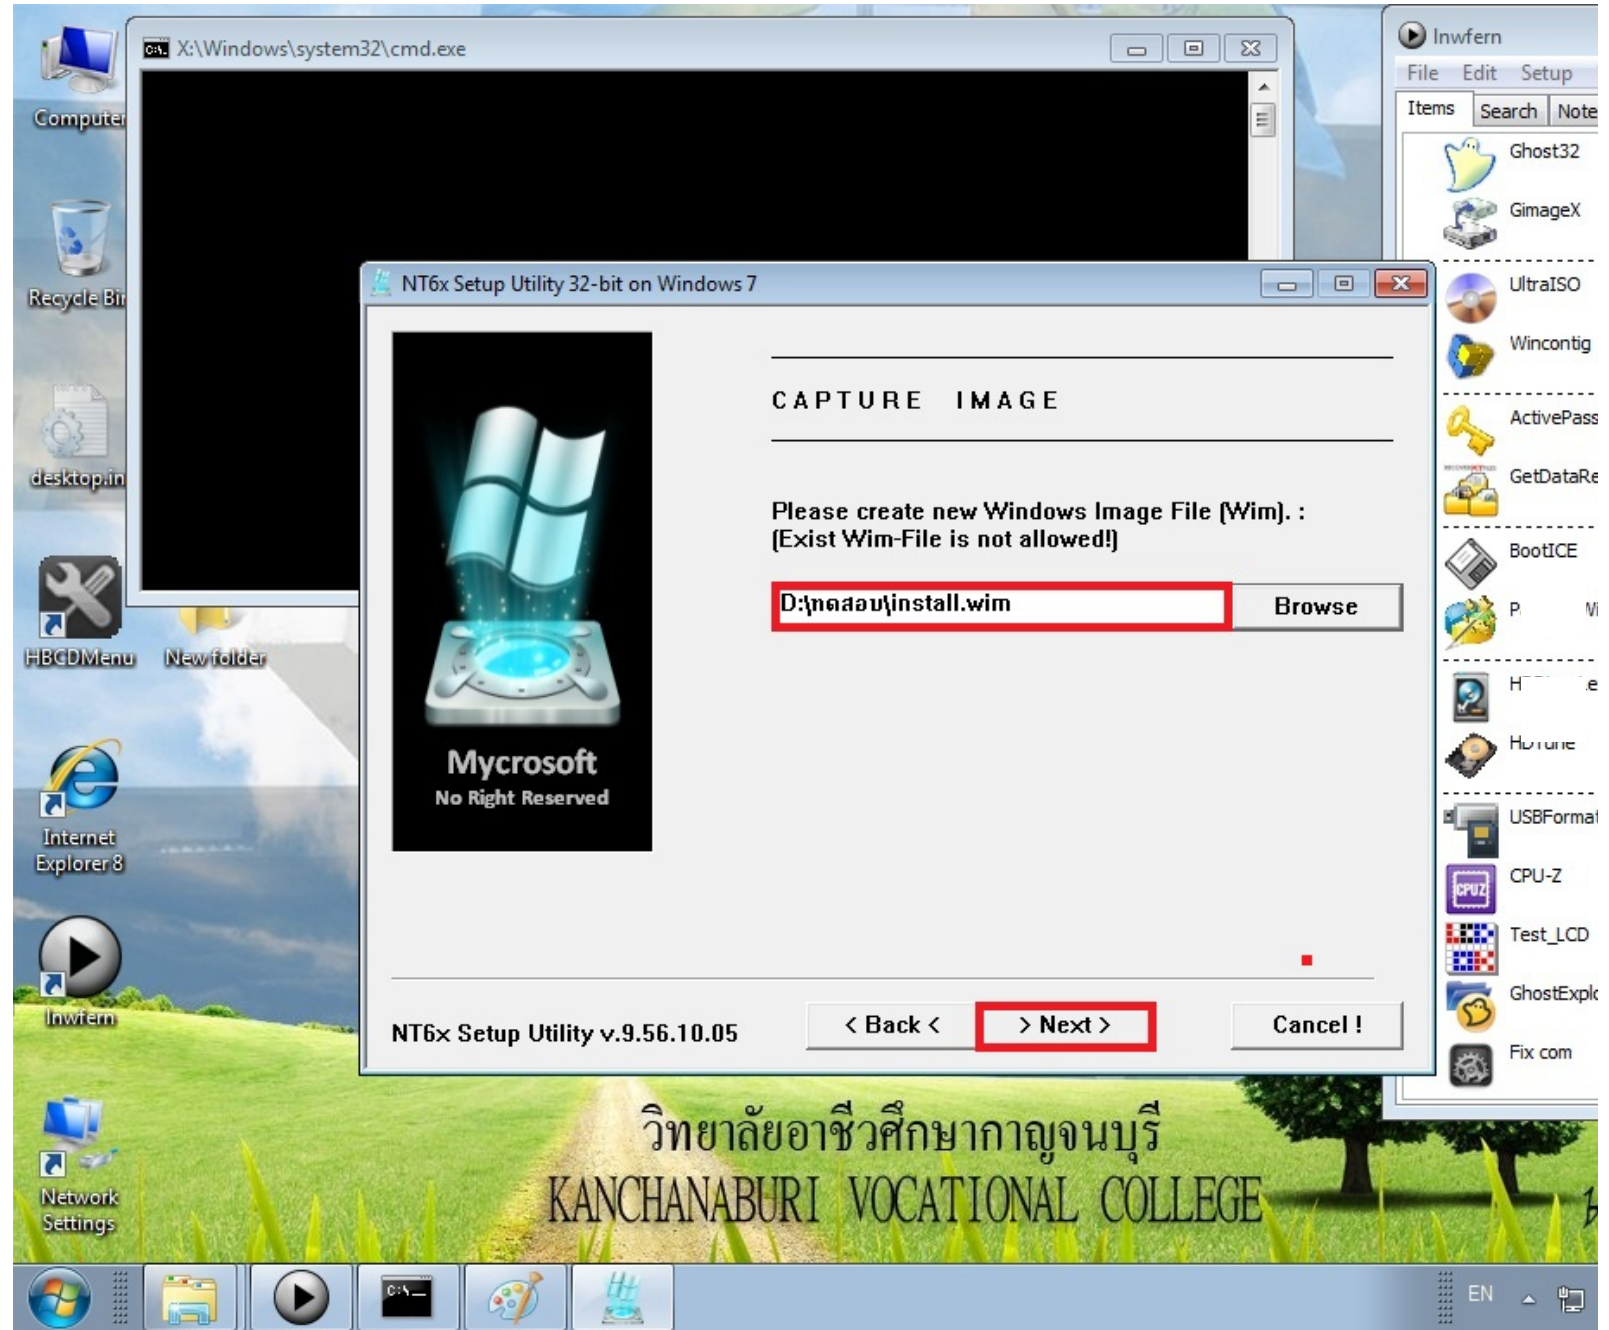 X:\Windows\system32\cmd.exe
Inwfern
File Edit Setup
Items Search Note
Computer
Ghost32
GimageX
Recycle Bin
NT6x Setup Utility 32-bit on Windows 7
UltraISO
Wincontig
CAPTURE IMAGE
ActivePass
desktop.in
GetDataRe
Please create new Windows Image File (Wim). :
(Exist Wim-File is not allowed!)
BootICE
D:\ทดสอบ\install.wim
Browse
HBCDMenu
New folder
HDTune
Mycrosoft
No Right Reserved
USBFormat
Internet
Explorer 8
CPU-Z
CPUZ
Test_LCD
GhostExplo
Inwfern
NT6x Setup Utility v.9.56.10.05
< Back <
> Next >
Cancel !
Fix com
วิทยาลัยอาชีวศึกษากาญจนบุรี
KANCHANABURI VOCATIONAL COLLEGE
Network
Settings
C:\
EN